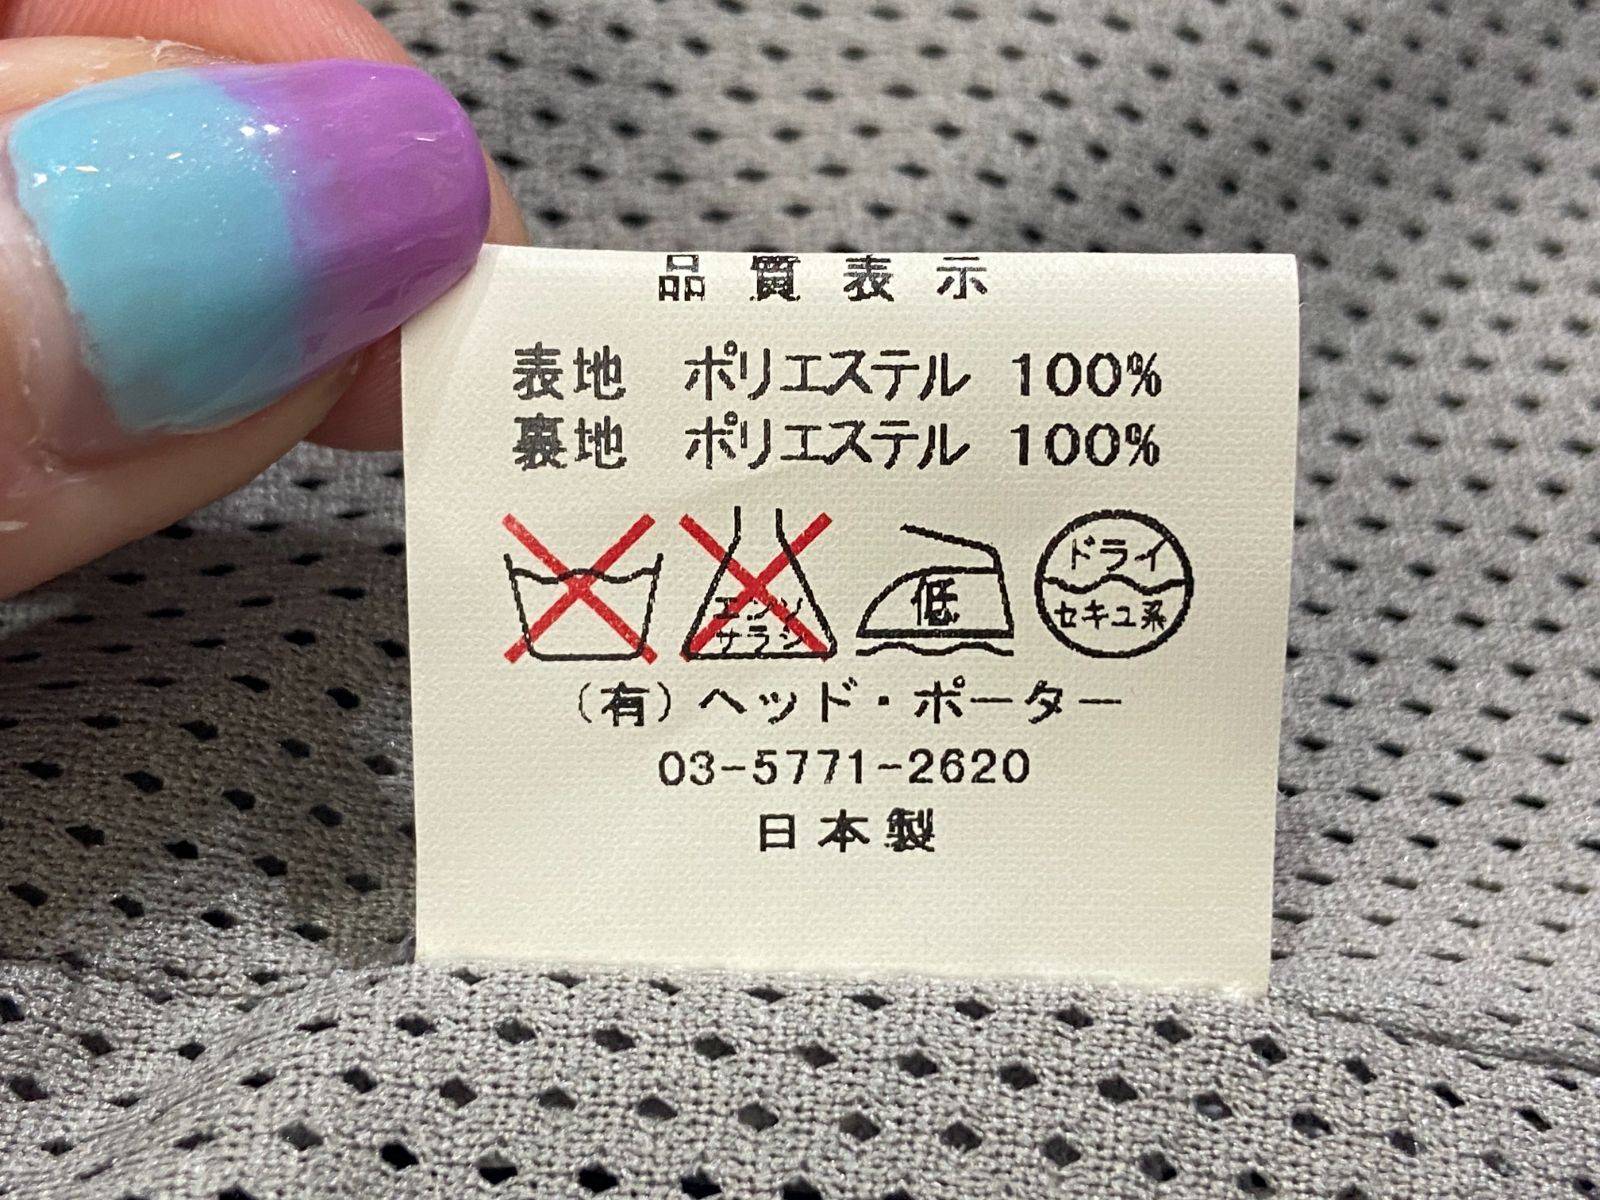 品質表示
表地 ポリエステル 100%
裏地 ポリエステル 100%
エンソ
サラシ
低
ドライ
セキユ系
(有)ヘッド・ポーター
03-5771-2620
日本製